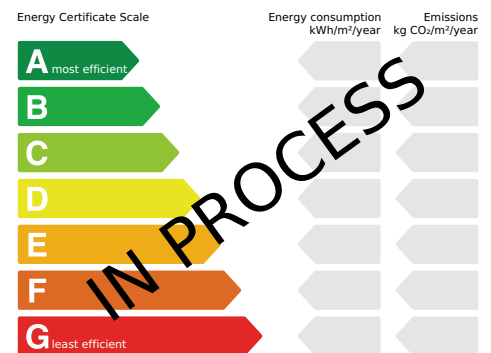 Energy Certificate Scale
Energy consumption
kWh/m²/year
Emissions
kg CO₂/m²/year
A most efficient
B
C
D
E
F
G least efficient
IN PROCESS